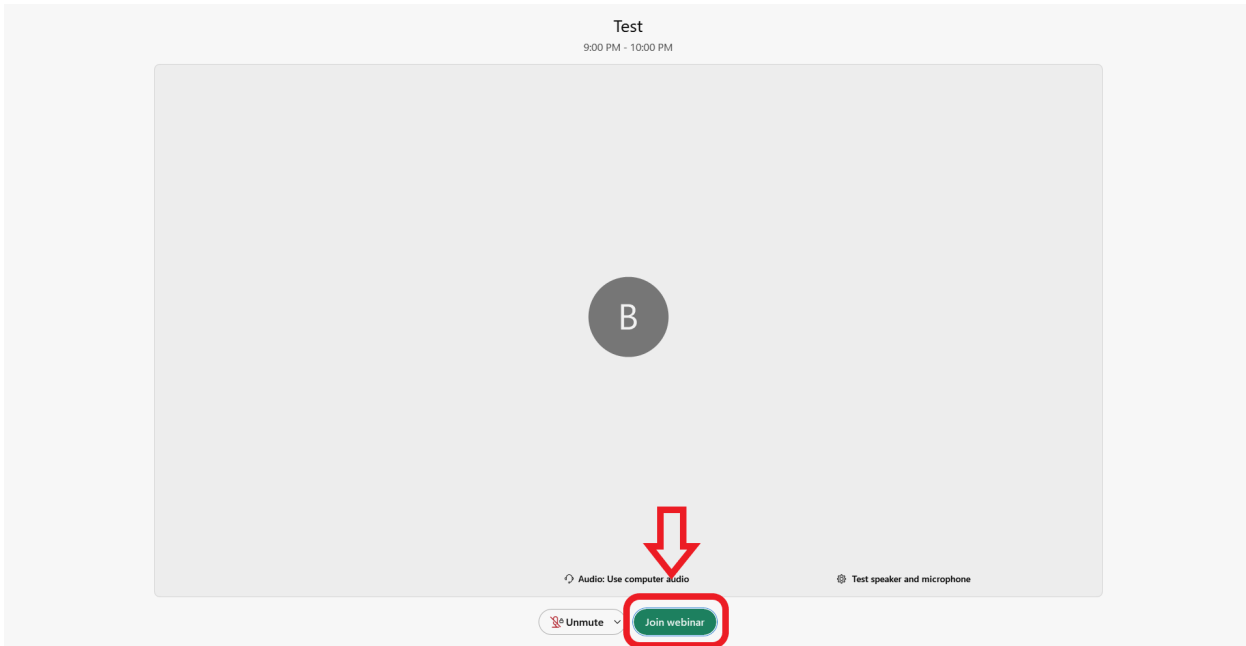 Test
9:00 PM - 10:00 PM
B
Audio: Use computer audio
Test speaker and microphone
Unmute
Join webinar